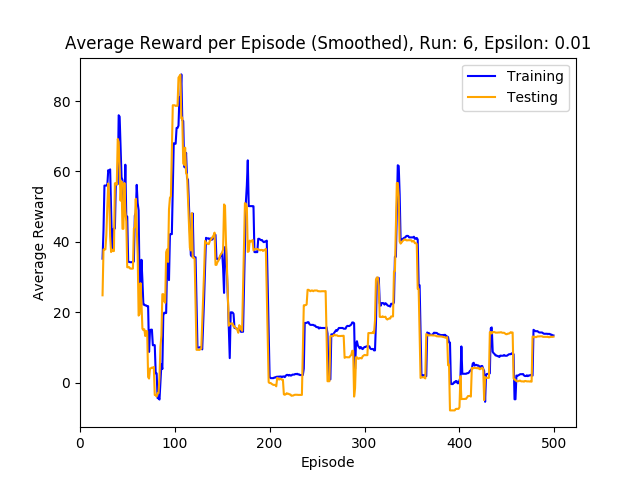 Average Reward per Episode (Smoothed), Run: 6, Epsilon: 0.01
Training
Testing
Average Reward
80
60
40
20
0
0 100 200 300 400 500
Episode